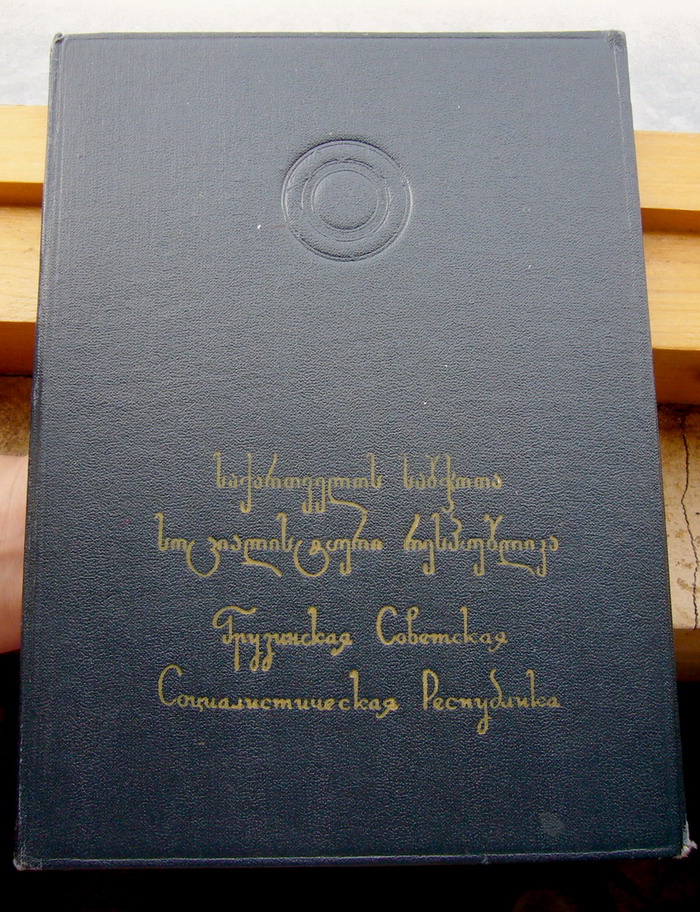 საქართველოს საბჭოთა
სოციალისტური რესპუბლიკა
Грузинская Советская
Социалистическая Республика